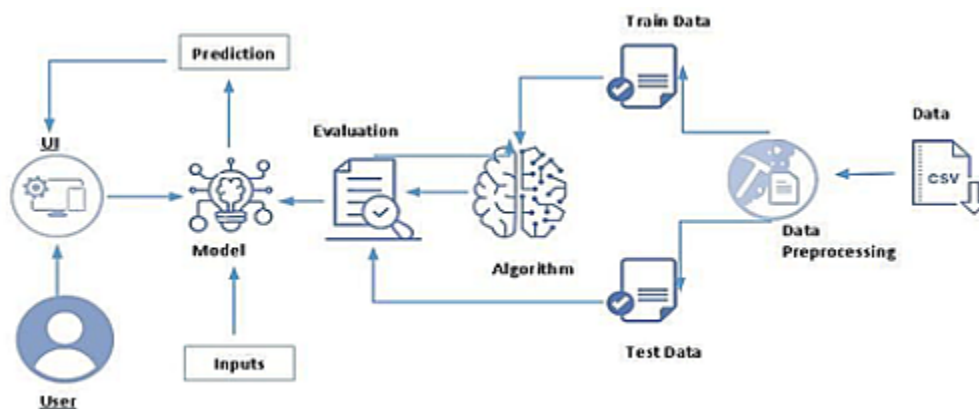 Train Data
Prediction
Data
Evaluation
UI
CSV
Model
Algorithm
Data
Preprocessing
Inputs
Test Data
User